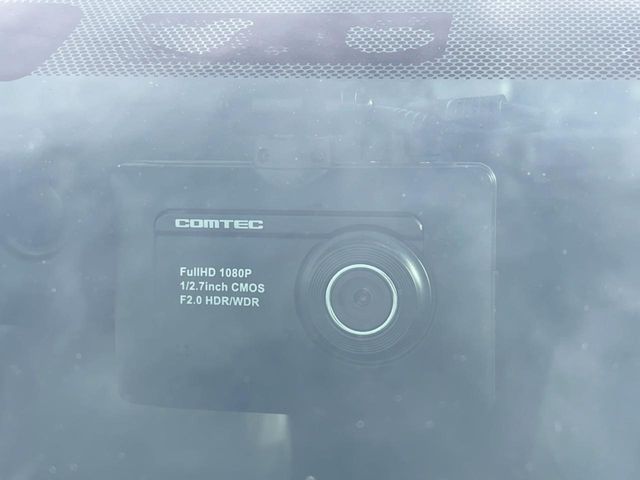 COMTEC
FullHD 1080P
1/2.7inch CMOS
F2.0 HDR/WDR